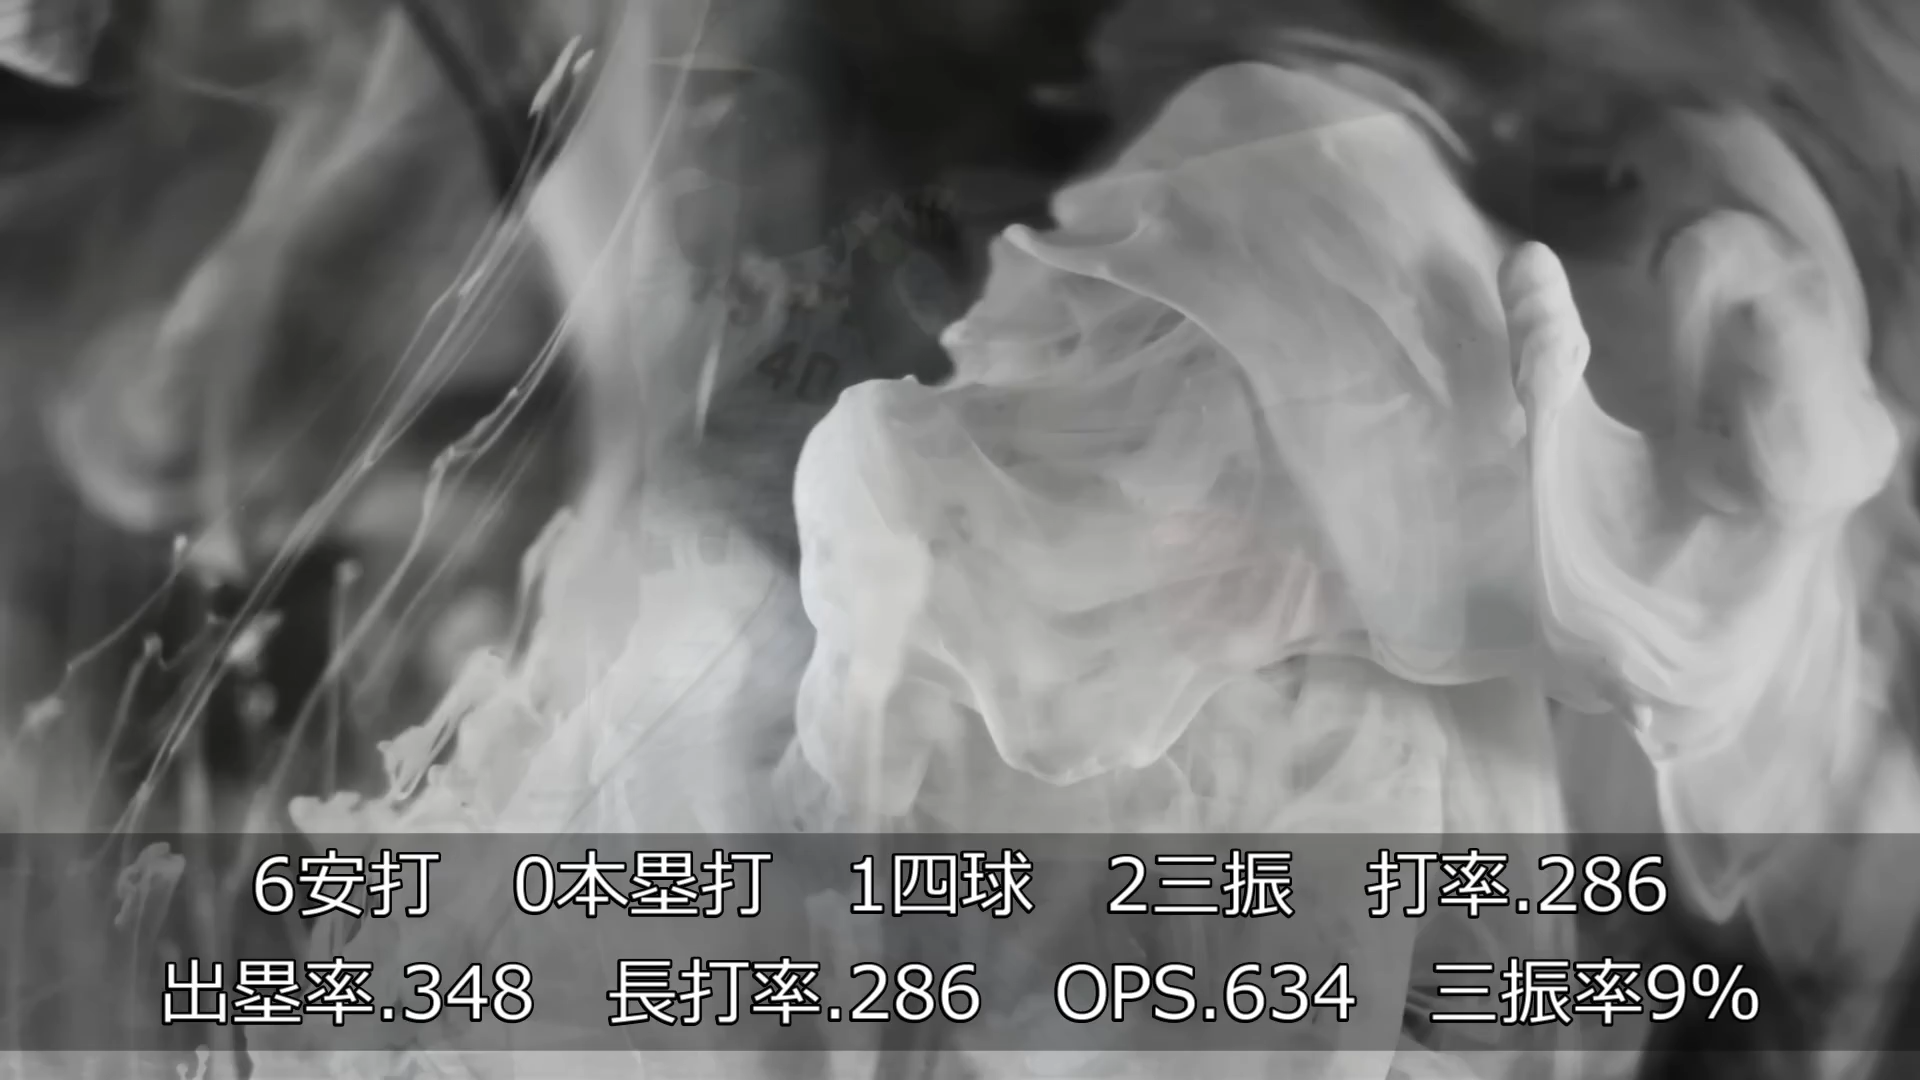 6安打　0本塁打　1四球　2三振　打率.286
出塁率.348　長打率.286　OPS.634　三振率9%